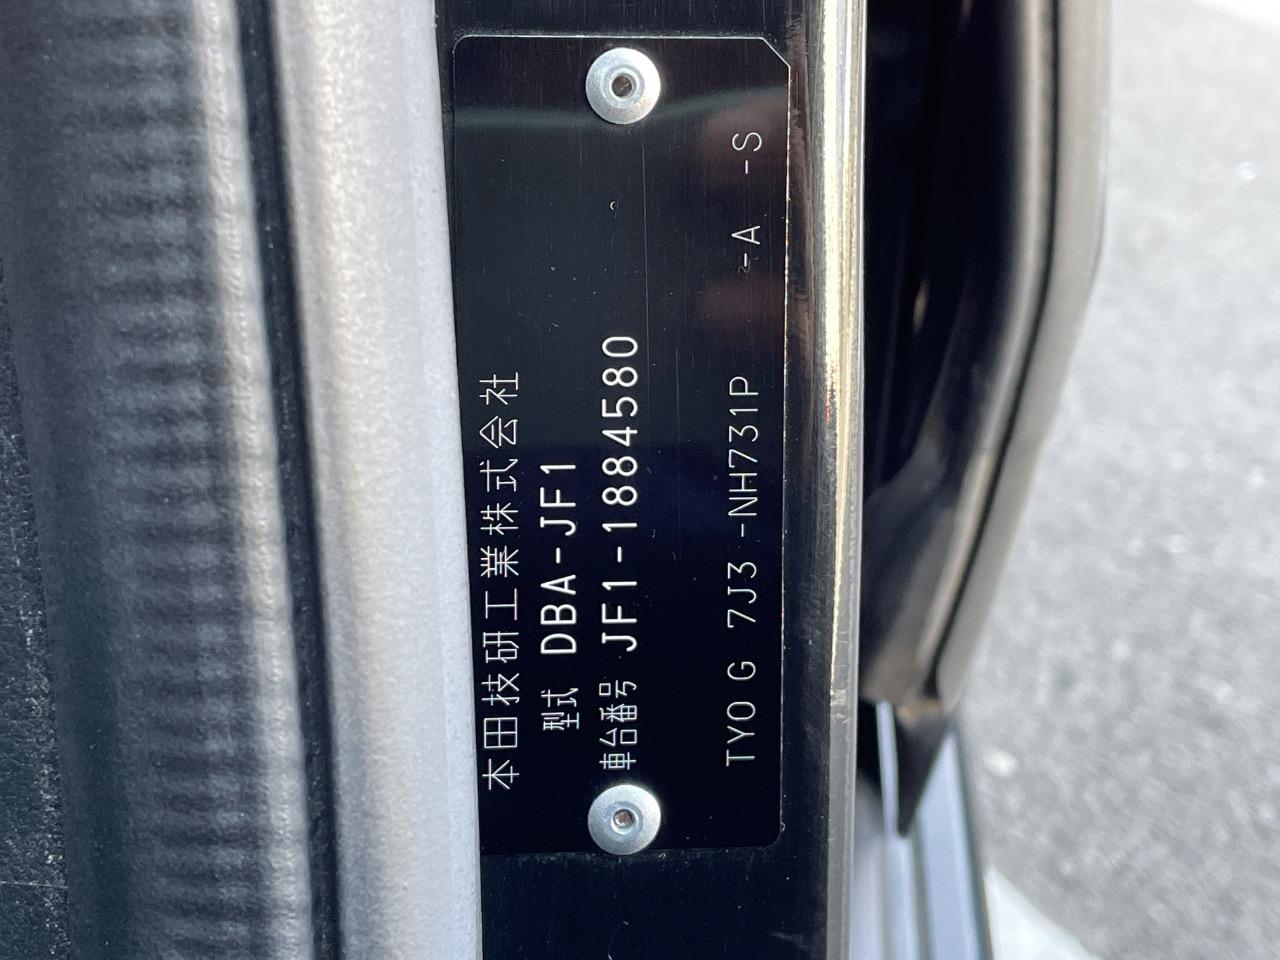 本田技研工業株式会社
型式 DBA-JF1
車台番号 JF1-1884580
TYO G 7J3 -NH731P -A -S